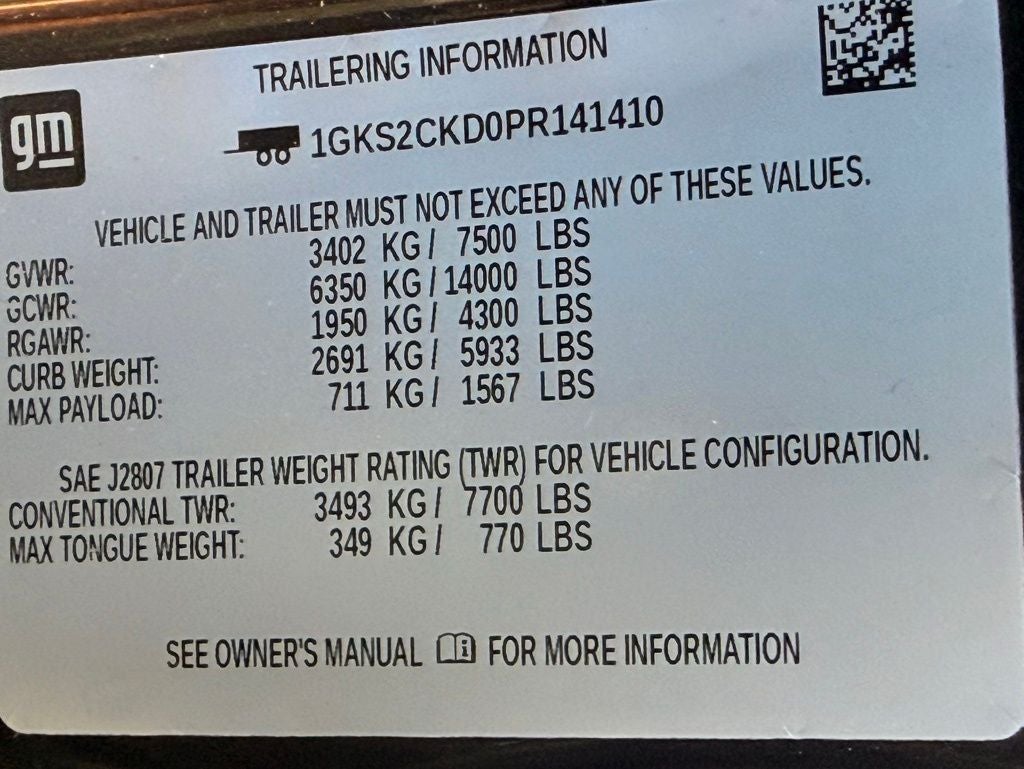 TRAILERING INFORMATION
gm
1GKS2CKD0PR141410
VEHICLE AND TRAILER MUST NOT EXCEED ANY OF THESE VALUES.
GVWR: 3402 KG / 7500 LBS
GCWR: 6350 KG / 14000 LBS
RGAWR: 1950 KG / 4300 LBS
CURB WEIGHT: 2691 KG / 5933 LBS
MAX PAYLOAD: 711 KG / 1567 LBS
SAE J2807 TRAILER WEIGHT RATING (TWR) FOR VEHICLE CONFIGURATION.
CONVENTIONAL TWR: 3493 KG / 7700 LBS
MAX TONGUE WEIGHT: 349 KG / 770 LBS
SEE OWNER'S MANUAL FOR MORE INFORMATION